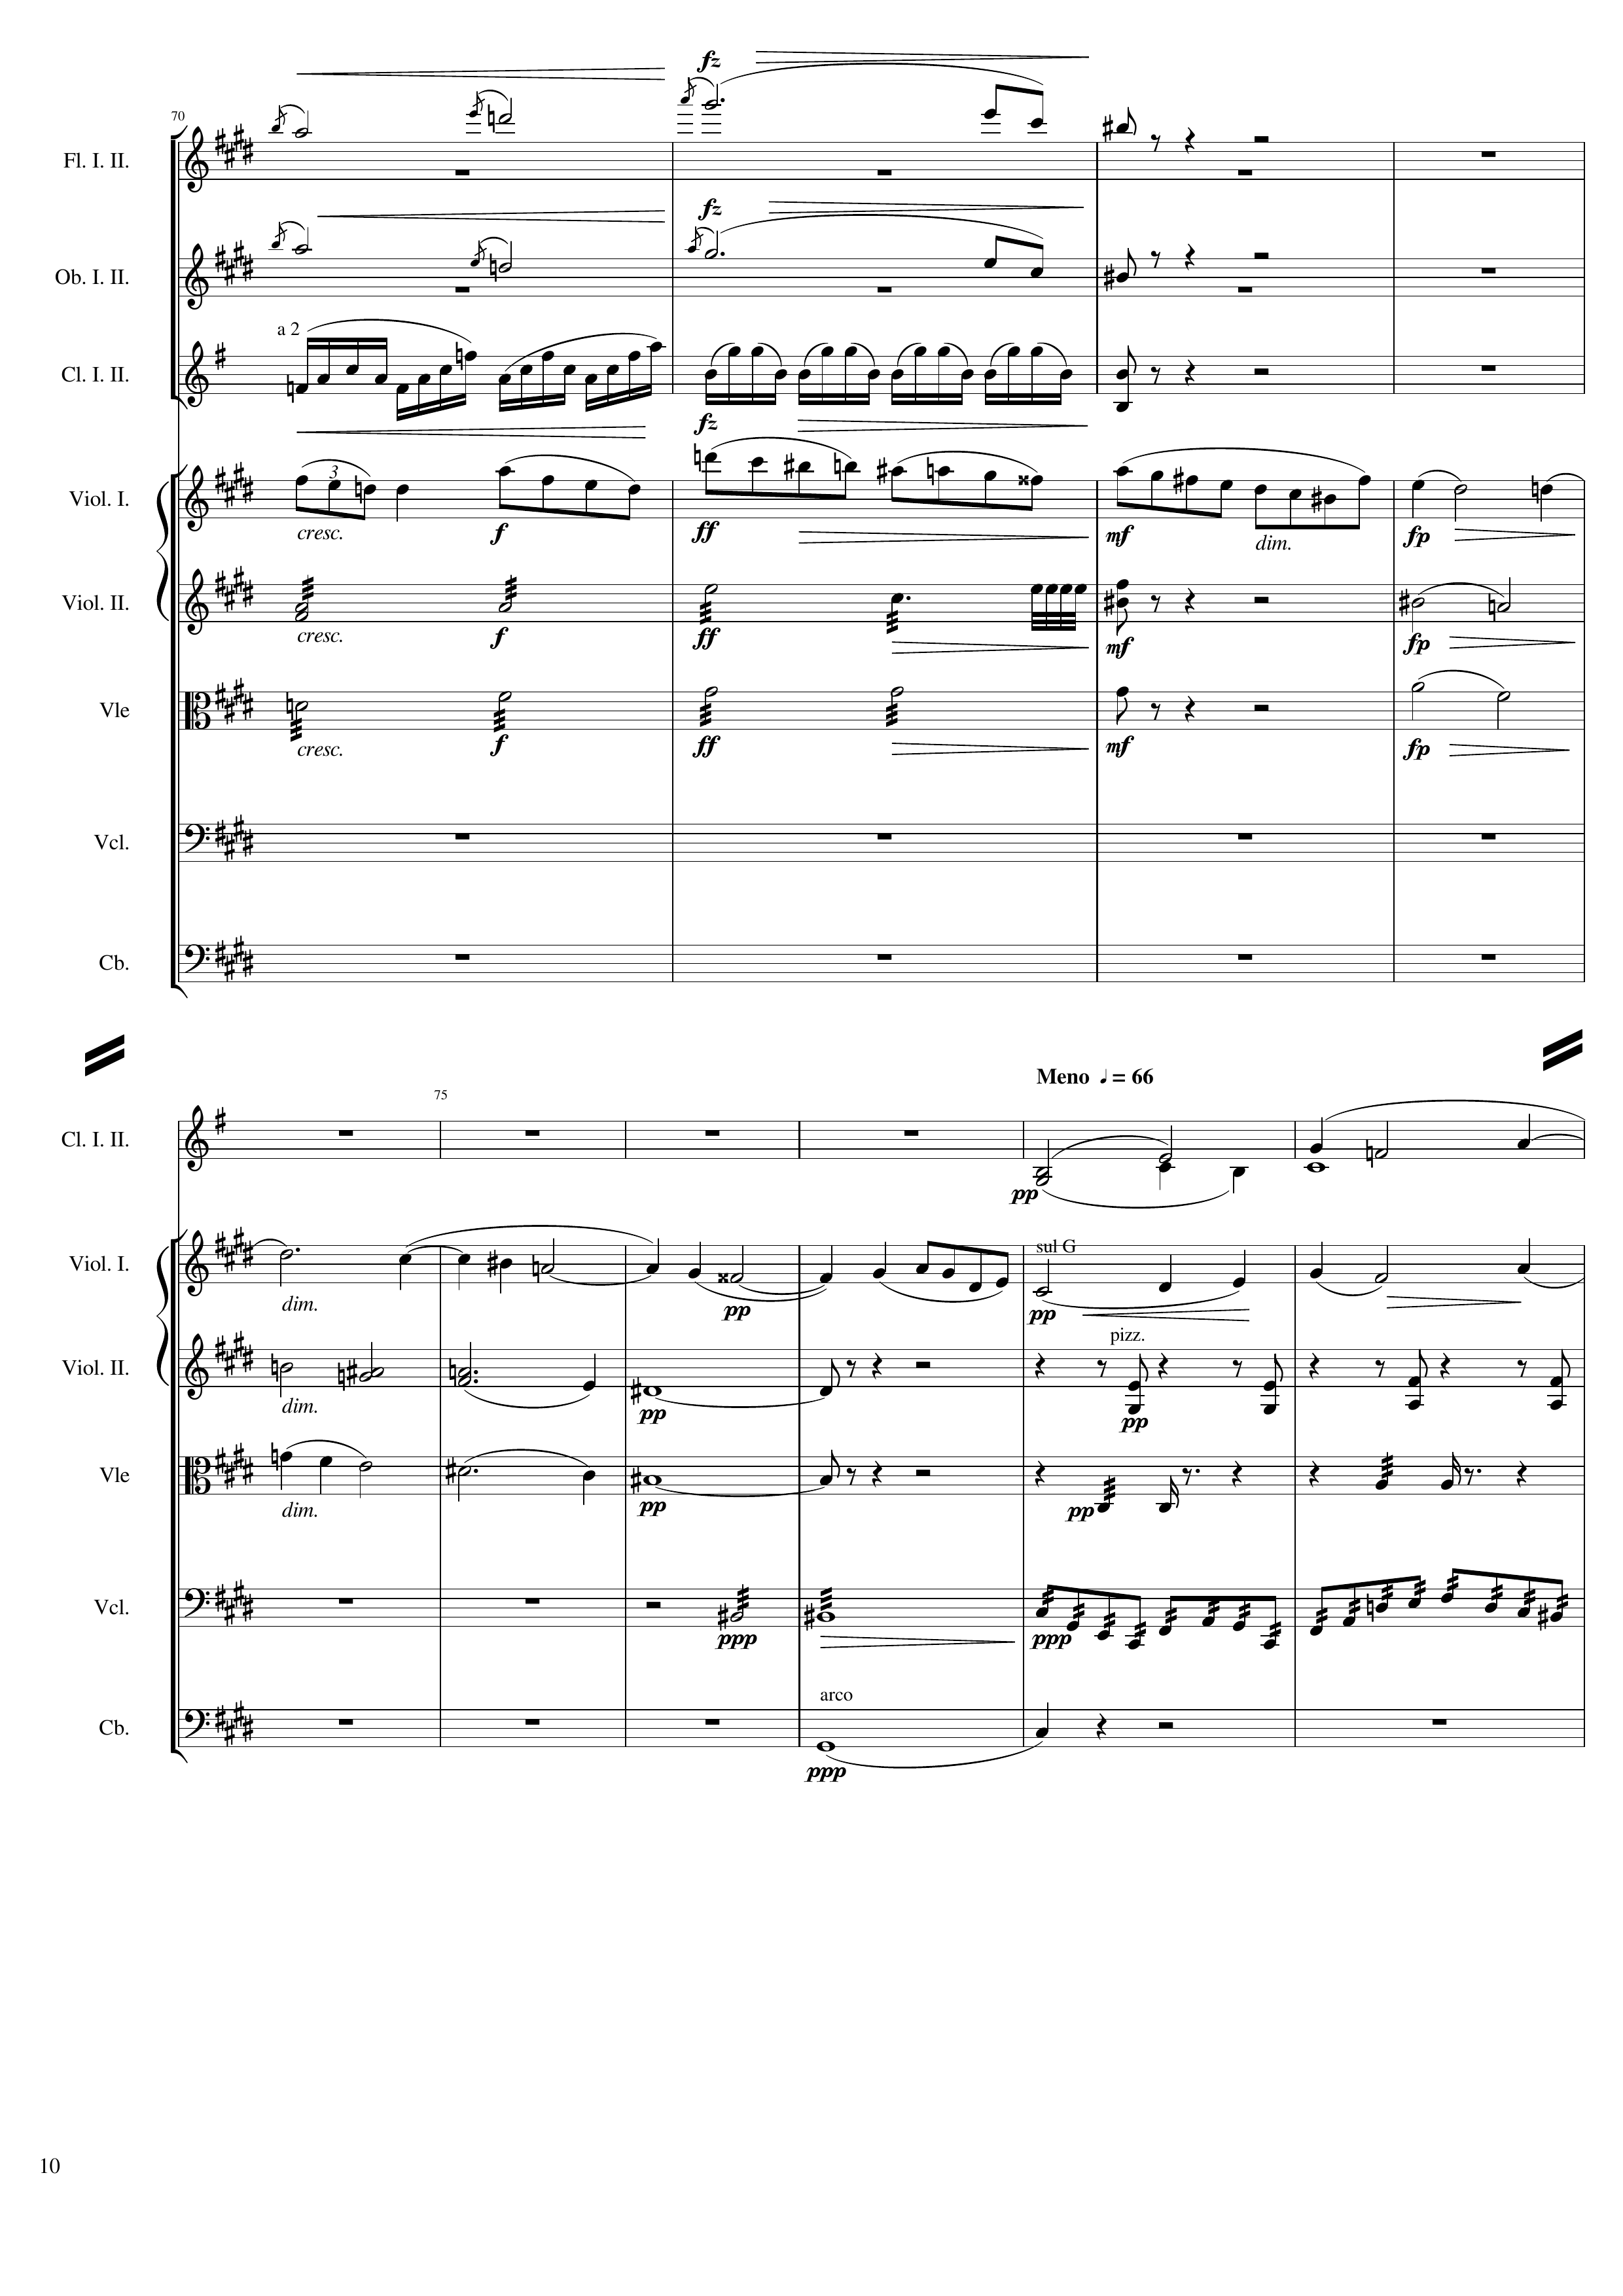 fz
70
Fl. I. II.
3
fz
Ob. I. II.
a 2
Cl. I. II.
fz
3
Viol. I.
cresc. f ff mf dim. fp
Viol. II.
cresc. f ff mf fp
Vle
cresc. f ff mf fp
Vcl.
Cb.
Meno ♩ = 66
75
Cl. I. II.
pp
sul G
Viol. I.
dim. pp pp
pizz.
Viol. II.
dim. pp pp
Vle
dim. pp pp
Vcl.
ppp ppp
arco
Cb.
ppp
10